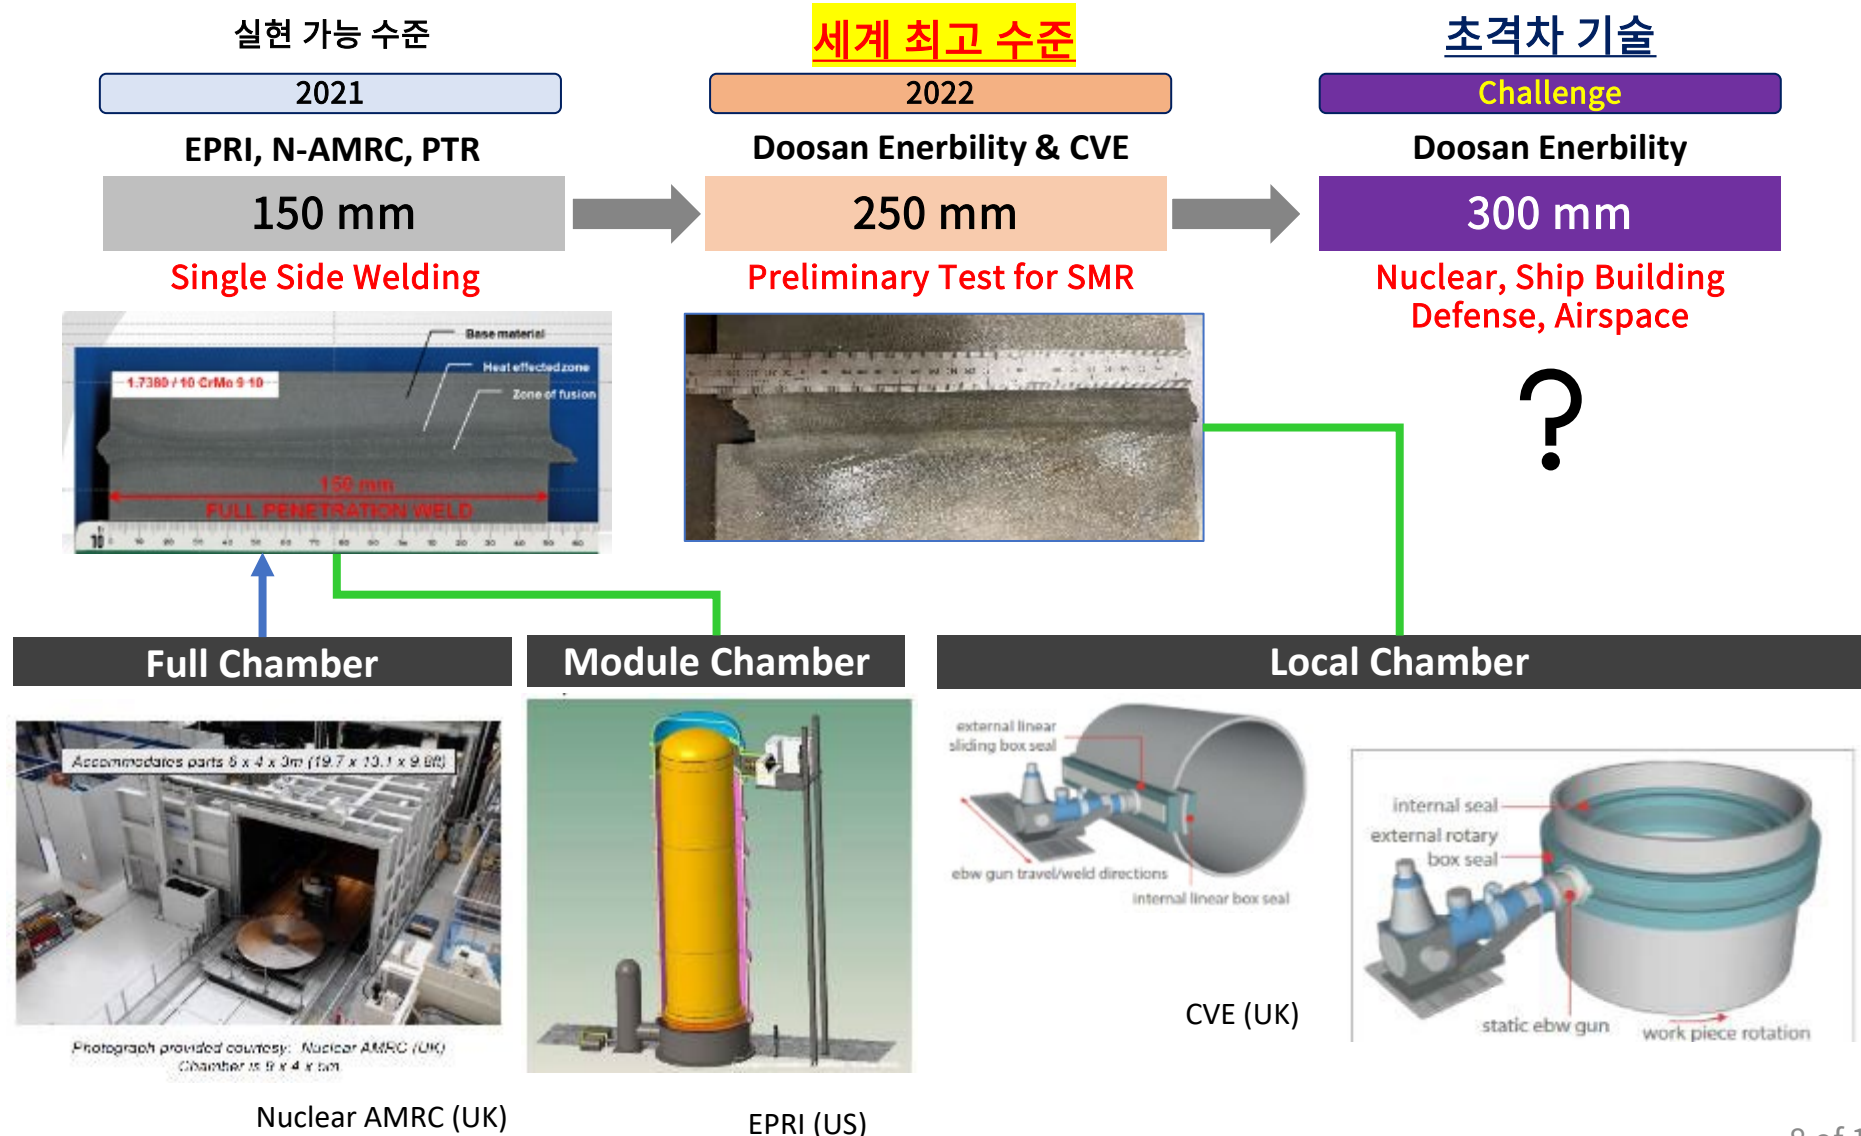 실현 가능 수준
세계 최고 수준
초격차 기술
2021
2022
Challenge
EPRI, N-AMRC, PTR
Doosan Enerbility & CVE
Doosan Enerbility
150 mm
250 mm
300 mm
Single Side Welding
Preliminary Test for SMR
Nuclear, Ship Building
Defense, Airspace
?
Base material
Heat effected zone
Zone of fusion
1.7380 / 10 CrMo 9-10
150 mm
FULL PENETRATION WELD
Full Chamber
Module Chamber
Local Chamber
Accommodates parts 6 x 4 x 3m (19.7 x 13.1 x 9.8ft)
Photograph provided courtesy: Nuclear AMRC (UK)
Chamber is 9 x 4 x 5m
Nuclear AMRC (UK)
EPRI (US)
external linear
sliding box seal
ebw gun travel/weld directions
internal linear box seal
CVE (UK)
internal seal
external rotary
box seal
static ebw gun
work piece rotation